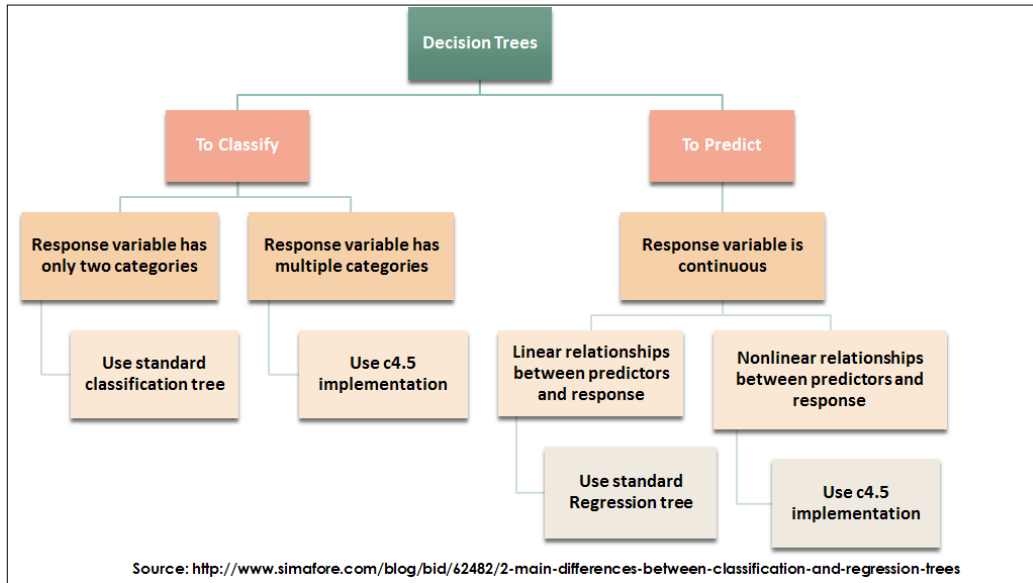 Decision Trees
To Classify
To Predict
Response variable has
only two categories
Response variable has
multiple categories
Response variable is
continuous
Use standard
classification tree
Use c4.5
implementation
Linear relationships
between predictors
and response
Nonlinear relationships
between predictors and
response
Use standard
Regression tree
Use c4.5
implementation
Source: http://www.simafore.com/blog/bid/62482/2-main-differences-between-classification-and-regression-trees